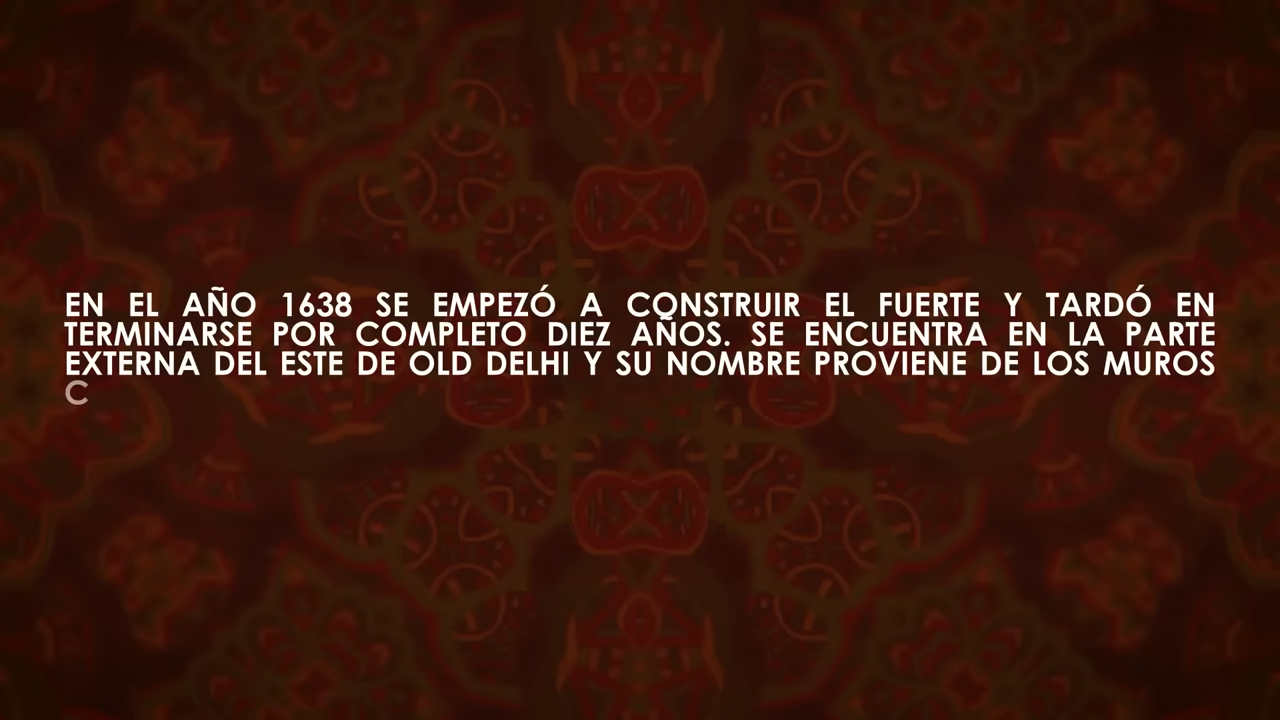 EN EL AÑO 1638 SE EMPEZÓ A CONSTRUIR EL FUERTE Y TARDÓ EN
TERMINARSE POR COMPLETO DIEZ AÑOS. SE ENCUENTRA EN LA PARTE
EXTERNA DEL ESTE DE OLD DELHI Y SU NOMBRE PROVIENE DE LOS MUROS
C